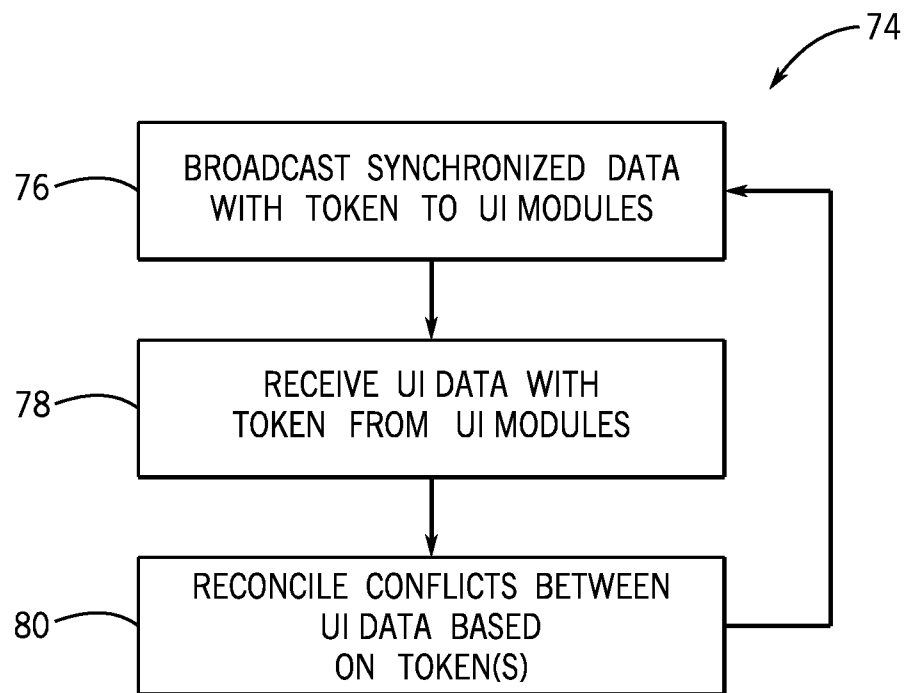 74
76
BROADCAST SYNCHRONIZED DATA
WITH TOKEN TO UI MODULES
78
RECEIVE UI DATA WITH
TOKEN FROM UI MODULES
80
RECONCILE CONFLICTS BETWEEN
UI DATA BASED
ON TOKEN(S)